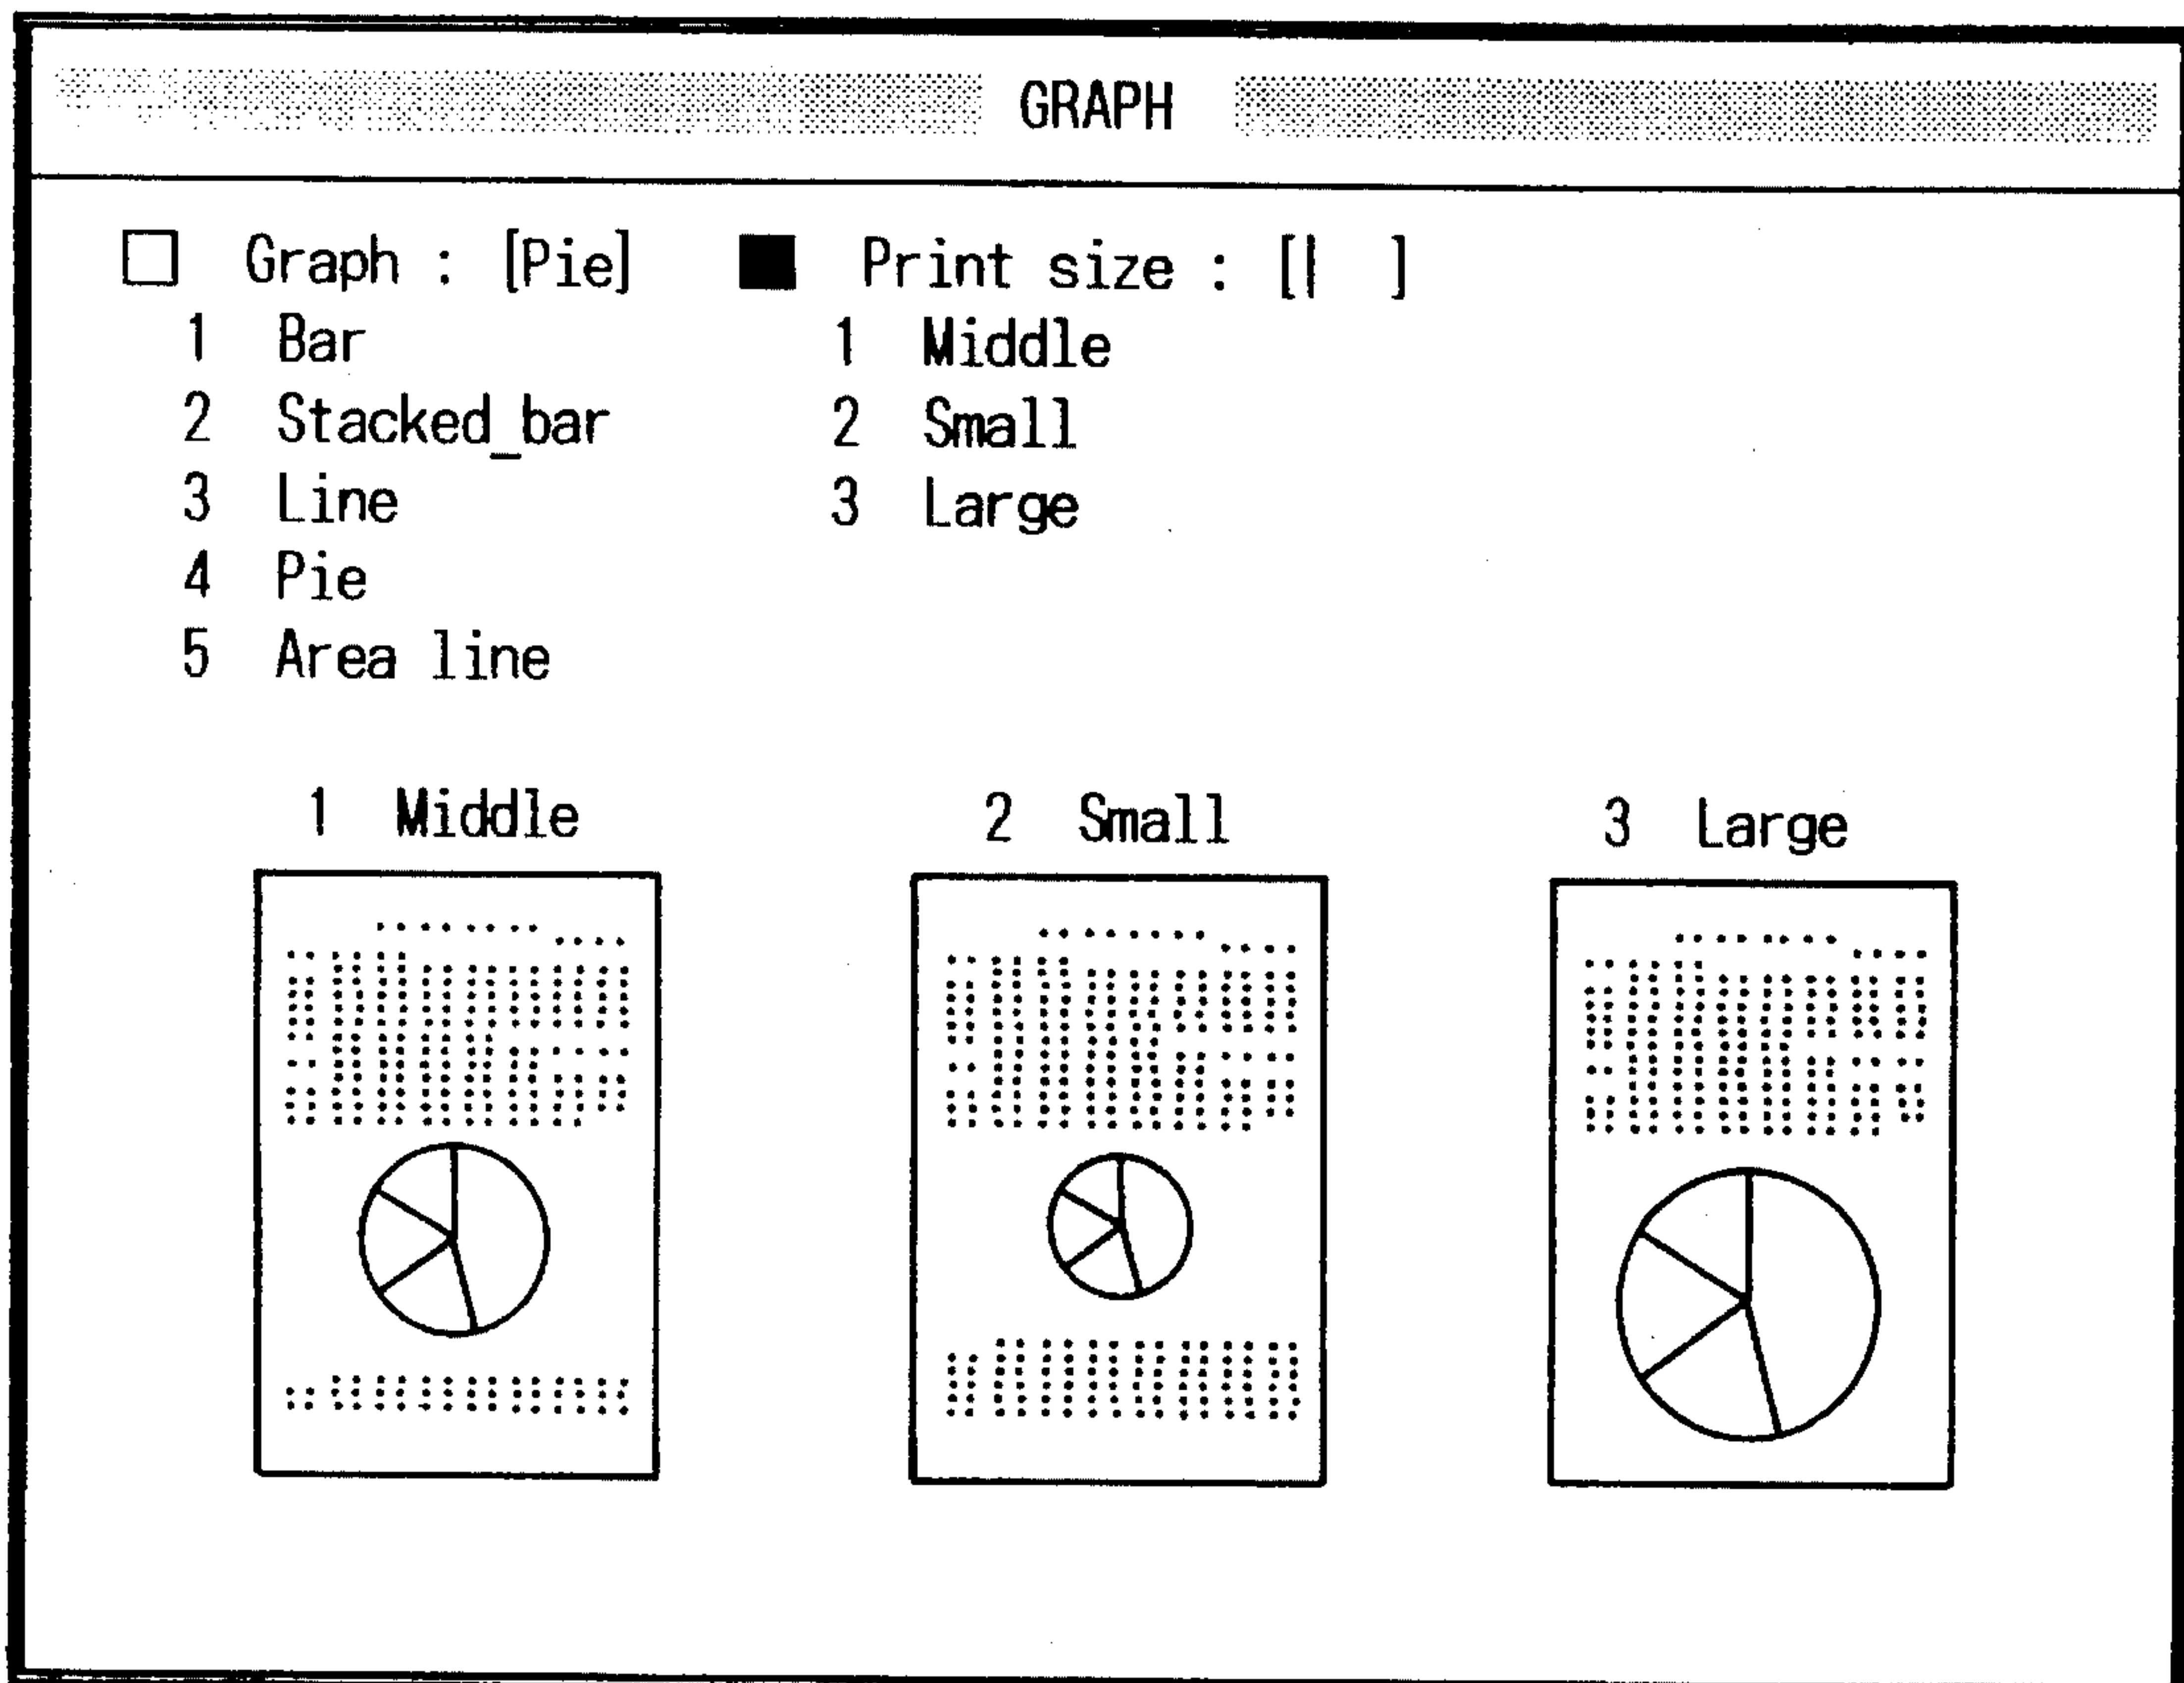 GRAPH
□ Graph : [Pie] ■ Print size : [| ]
1 Bar 1 Middle
2 Stacked_bar 2 Small
3 Line 3 Large
4 Pie
5 Area line
1 Middle 2 Small 3 Large